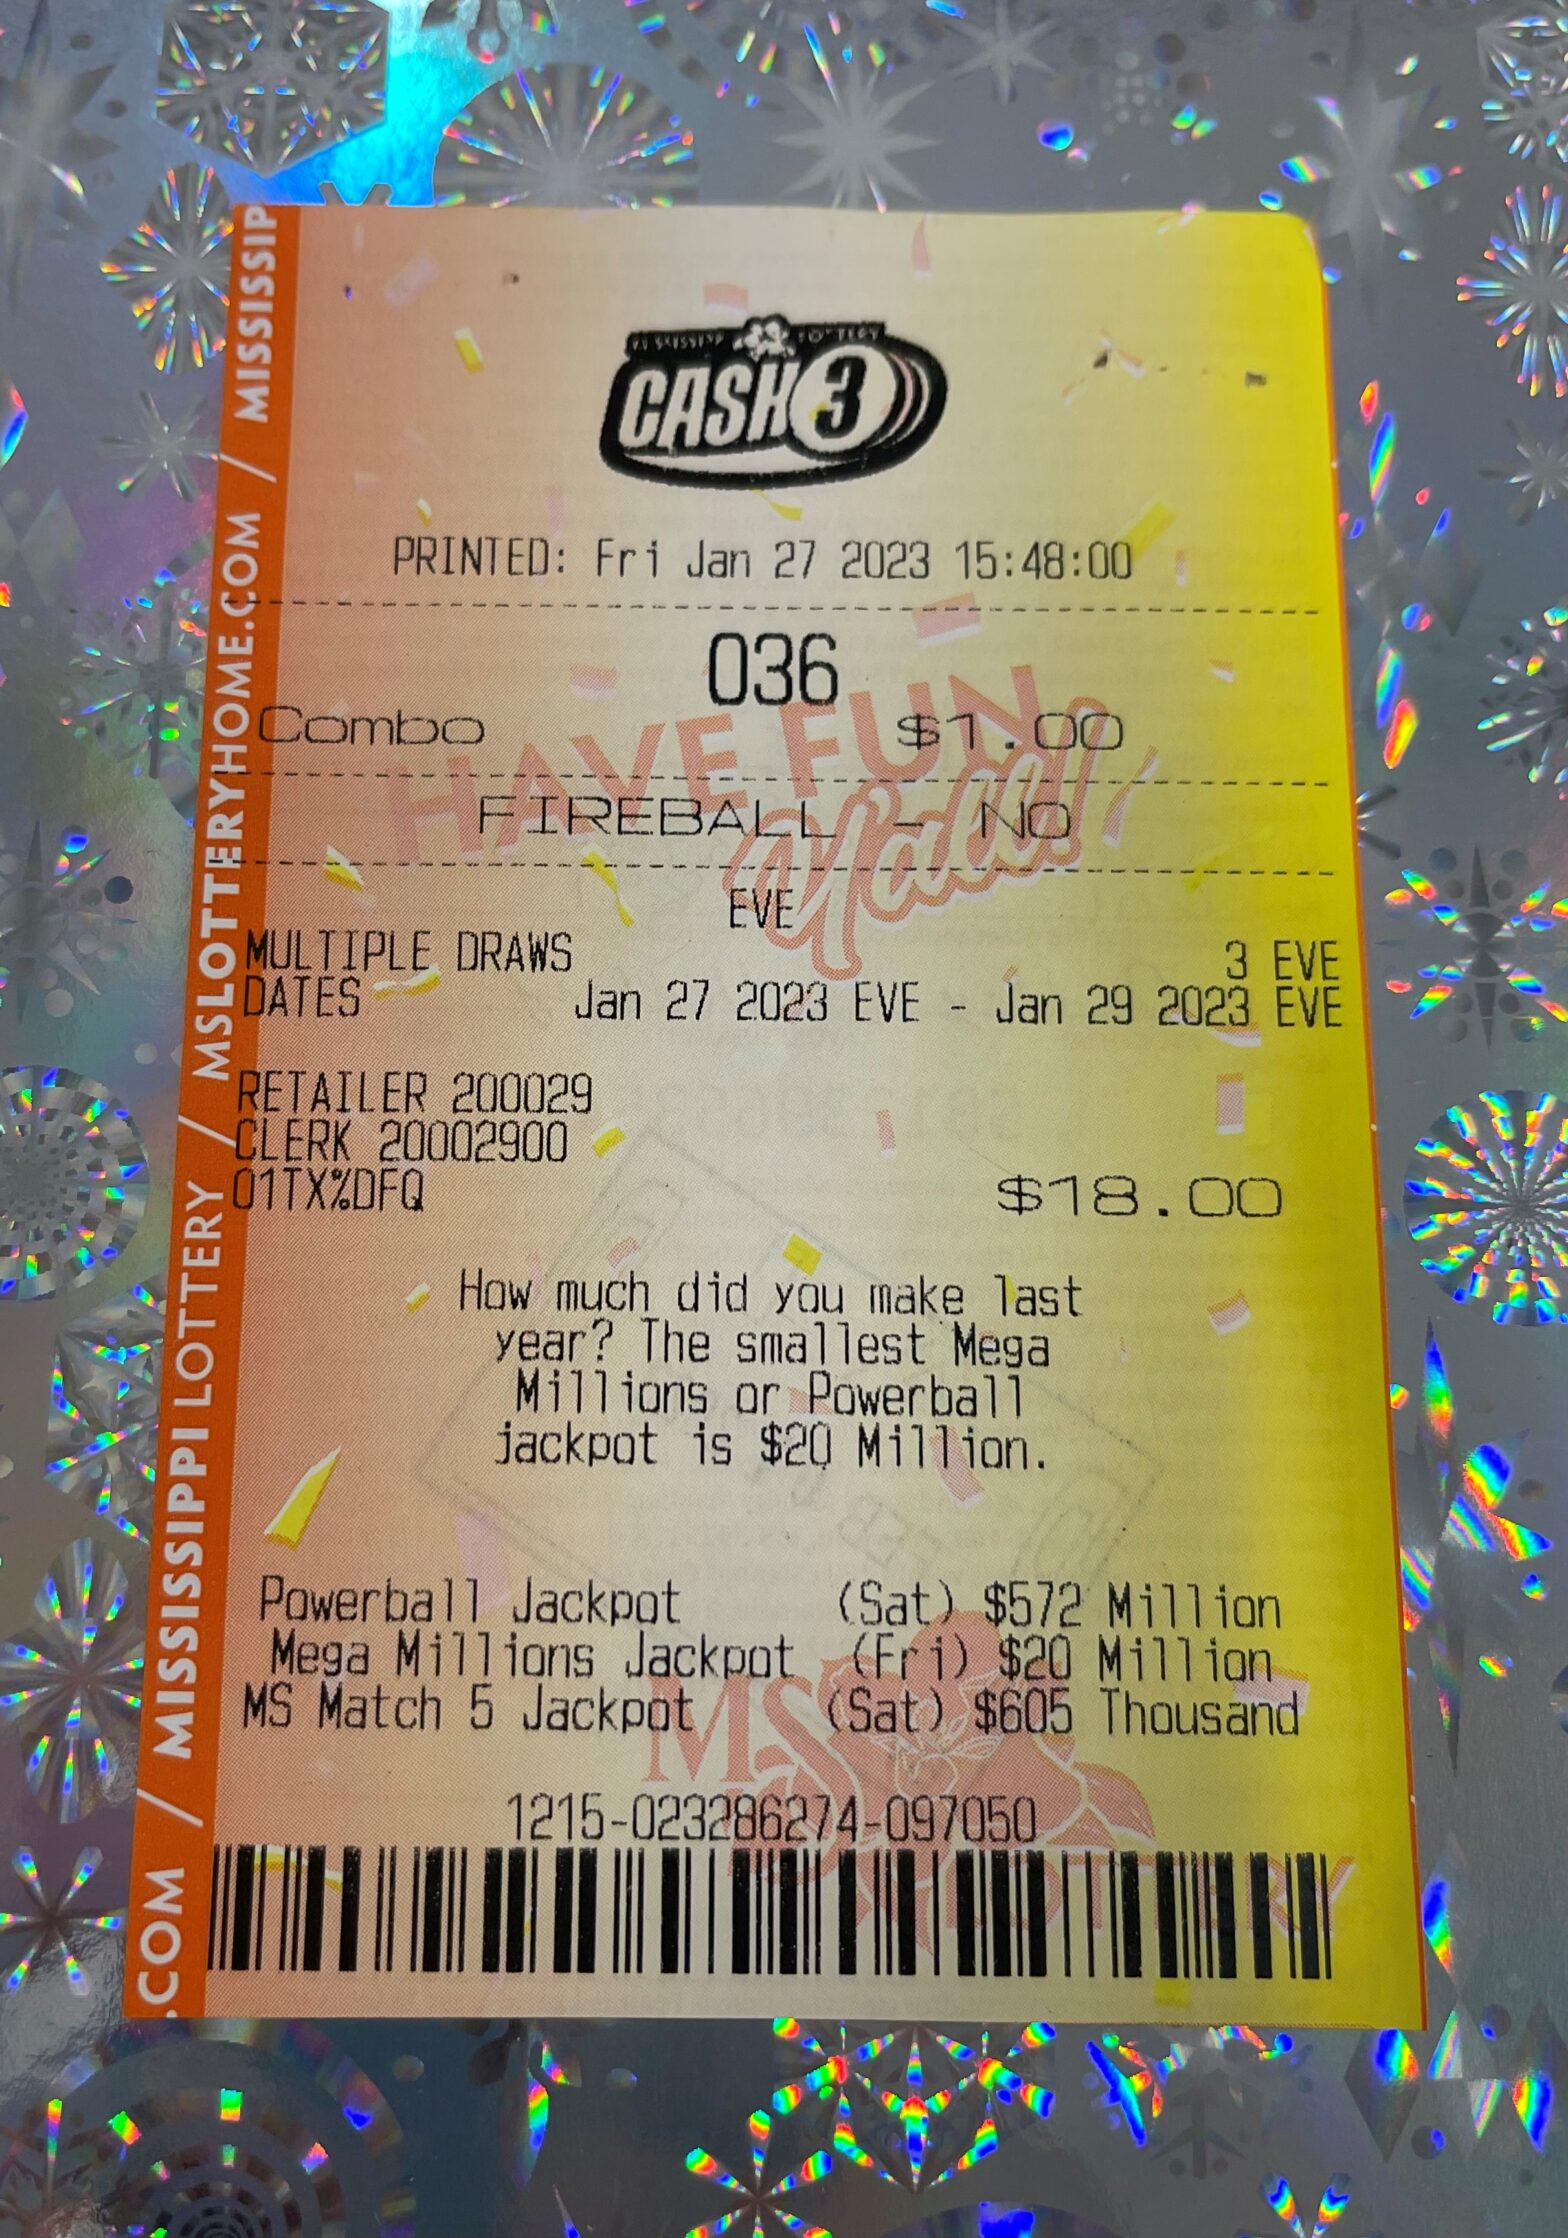 MISSISSIPPI LOTTERY
CASH 3
PRINTED: Fri Jan 27 2023 15:48:00
036
Combo $1.00
FIREBALL - NO
EVE
MULTIPLE DRAWS 3 EVE
DATES Jan 27 2023 EVE - Jan 29 2023 EVE
RETAILER 200029
CLERK 20002900
01TX%DFQ
$18.00
How much did you make last
year? The smallest Mega
Millions or Powerball
jackpot is $20 Million.
Powerball Jackpot (Sat) $572 Million
Mega Millions Jackpot (Fri) $20 Million
MS Match 5 Jackpot (Sat) $605 Thousand
1215-023286274-097050
HAVE FUN,
Y'all!
MS
LOTTERY
.COM / MISSISSIPPI LOTTERY / MSLOTTERYHOME.COM / MISSISSIP